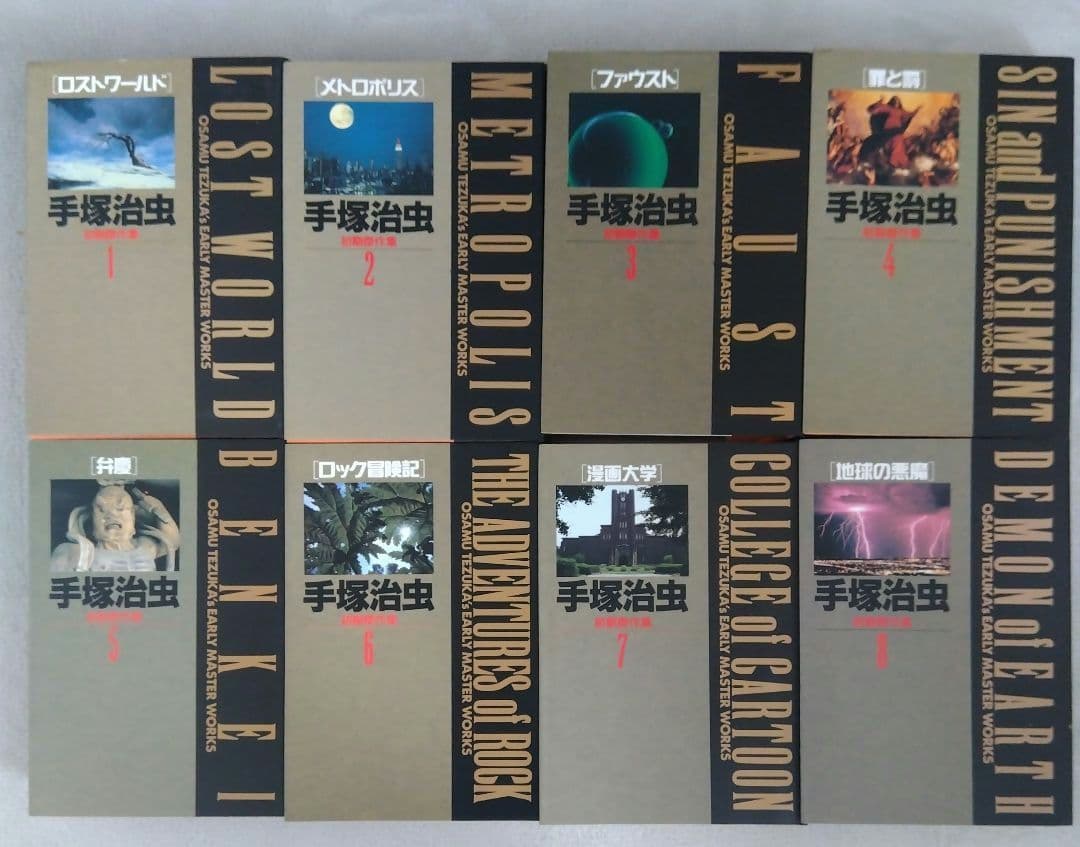 [ロストワールド]
手塚治虫
初期傑作集
1
LOST WORLD
OSAMU TEZUKA's EARLY MASTER WORKS
[メトロポリス]
手塚治虫
初期傑作集
2
METROPOLIS
OSAMU TEZUKA's EARLY MASTER WORKS
[ファウスト]
手塚治虫
初期傑作集
3
FAUST
OSAMU TEZUKA's EARLY MASTER WORKS
[罪と罰]
手塚治虫
初期傑作集
4
SIN and PUNISHMENT
OSAMU TEZUKA's EARLY MASTER WORKS
[弁慶]
手塚治虫
初期傑作集
5
BENKEI
OSAMU TEZUKA's EARLY MASTER WORKS
[ロック冒険記]
手塚治虫
初期傑作集
6
THE ADVENTURES of ROCK
OSAMU TEZUKA's EARLY MASTER WORKS
[漫画大学]
手塚治虫
初期傑作集
7
COLLEGE of CARTOON
OSAMU TEZUKA's EARLY MASTER WORKS
[地球の悪魔]
手塚治虫
初期傑作集
8
DEMON of EARTH
OSAMU TEZUKA's EARLY MASTER WORKS